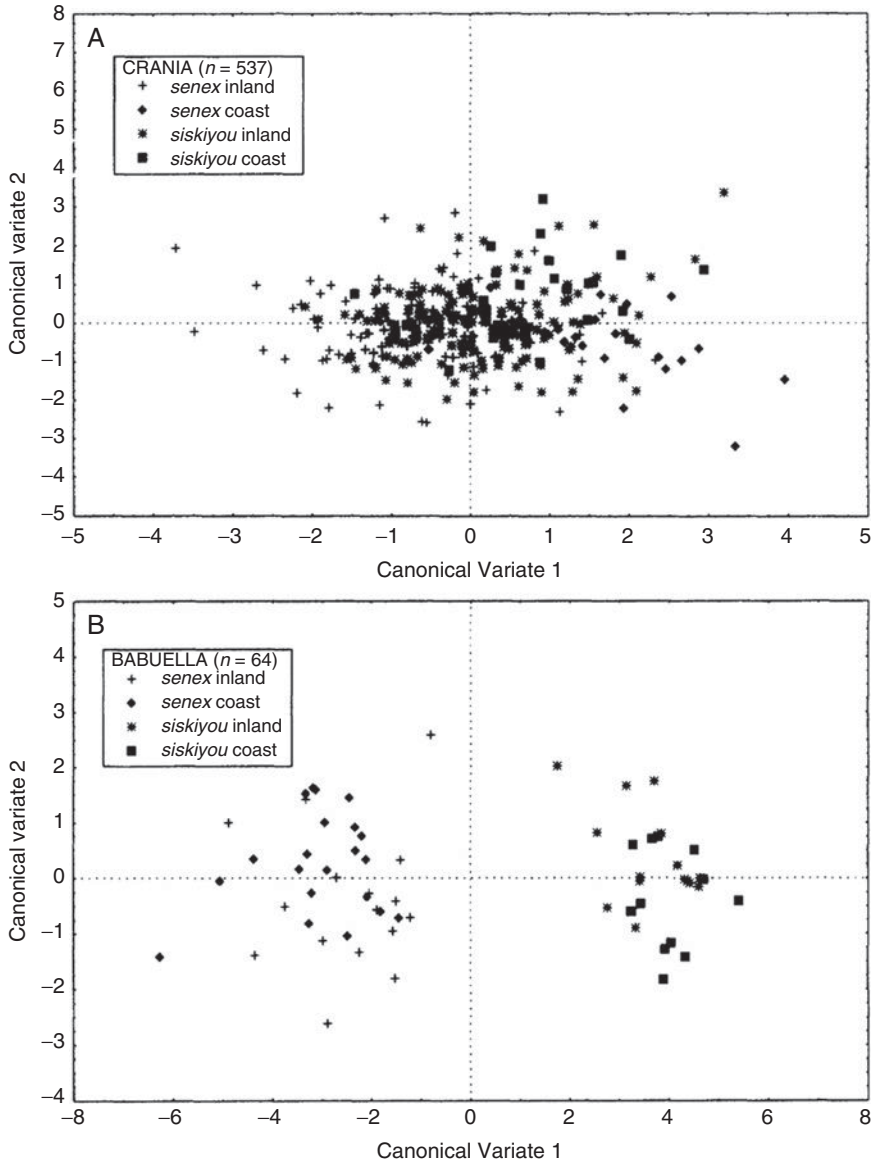 A
CRANIA (n = 537)
senex inland
senex coast
siskiyou inland
siskiyou coast
8
7
6
5
4
3
2
1
0
−1
−2
−3
−4
−5
Canonical variate 2
−5 −4 −3 −2 −1 0 1 2 3 4 5
Canonical Variate 1
B
BABUELLA (n = 64)
senex inland
senex coast
siskiyou inland
siskiyou coast
5
4
3
2
1
0
−1
−2
−3
−4
Canonical variate 2
−8 −6 −4 −2 0 2 4 6 8
Canonical Variate 1